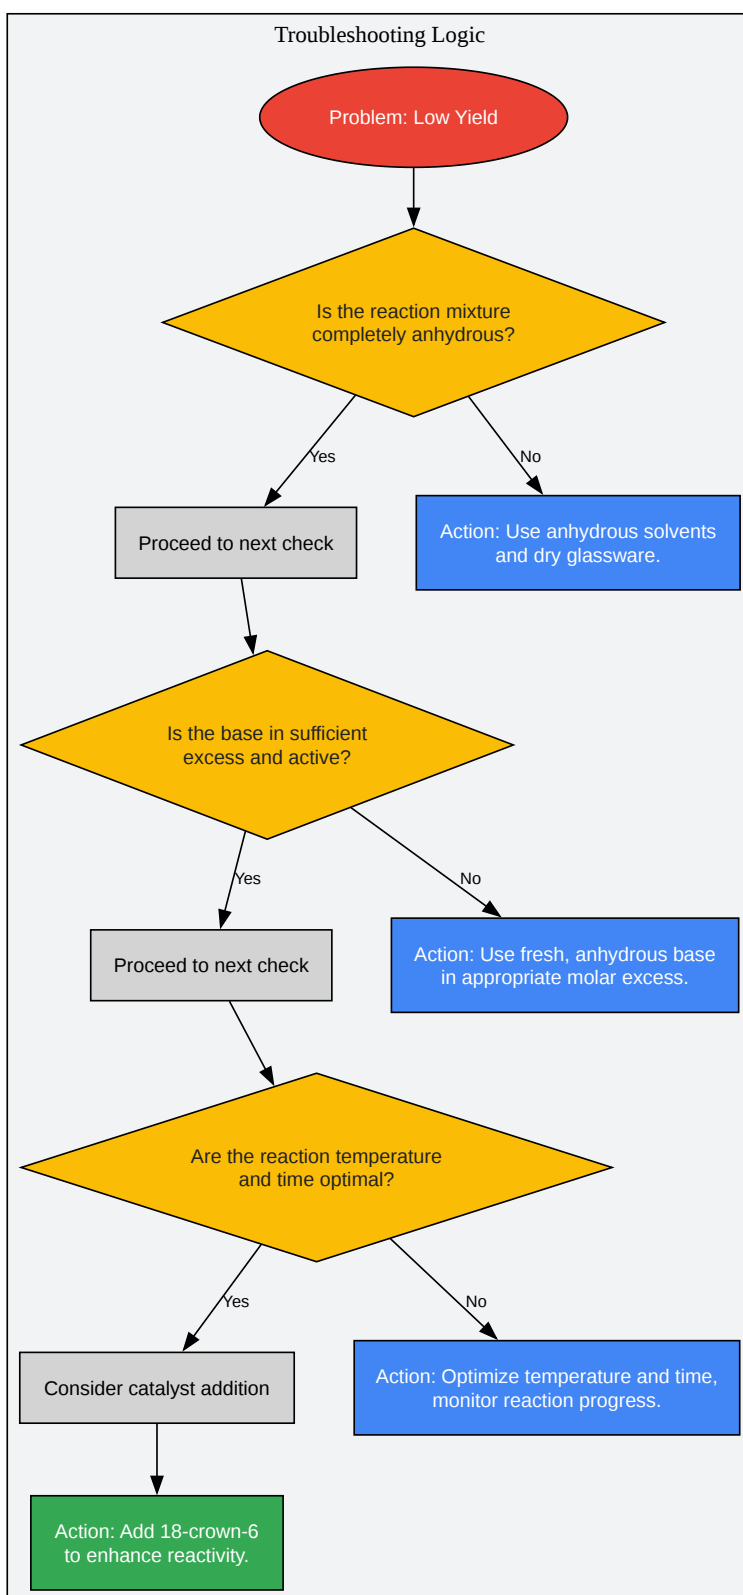 Troubleshooting Logic
Problem: Low Yield
Is the reaction mixture
completely anhydrous?
Yes
No
Proceed to next check
Action: Use anhydrous solvents
and dry glassware.
Is the base in sufficient
excess and active?
Yes
No
Proceed to next check
Action: Use fresh, anhydrous base
in appropriate molar excess.
Are the reaction temperature
and time optimal?
Yes
No
Consider catalyst addition
Action: Optimize temperature and time,
monitor reaction progress.
Action: Add 18-crown-6
to enhance reactivity.